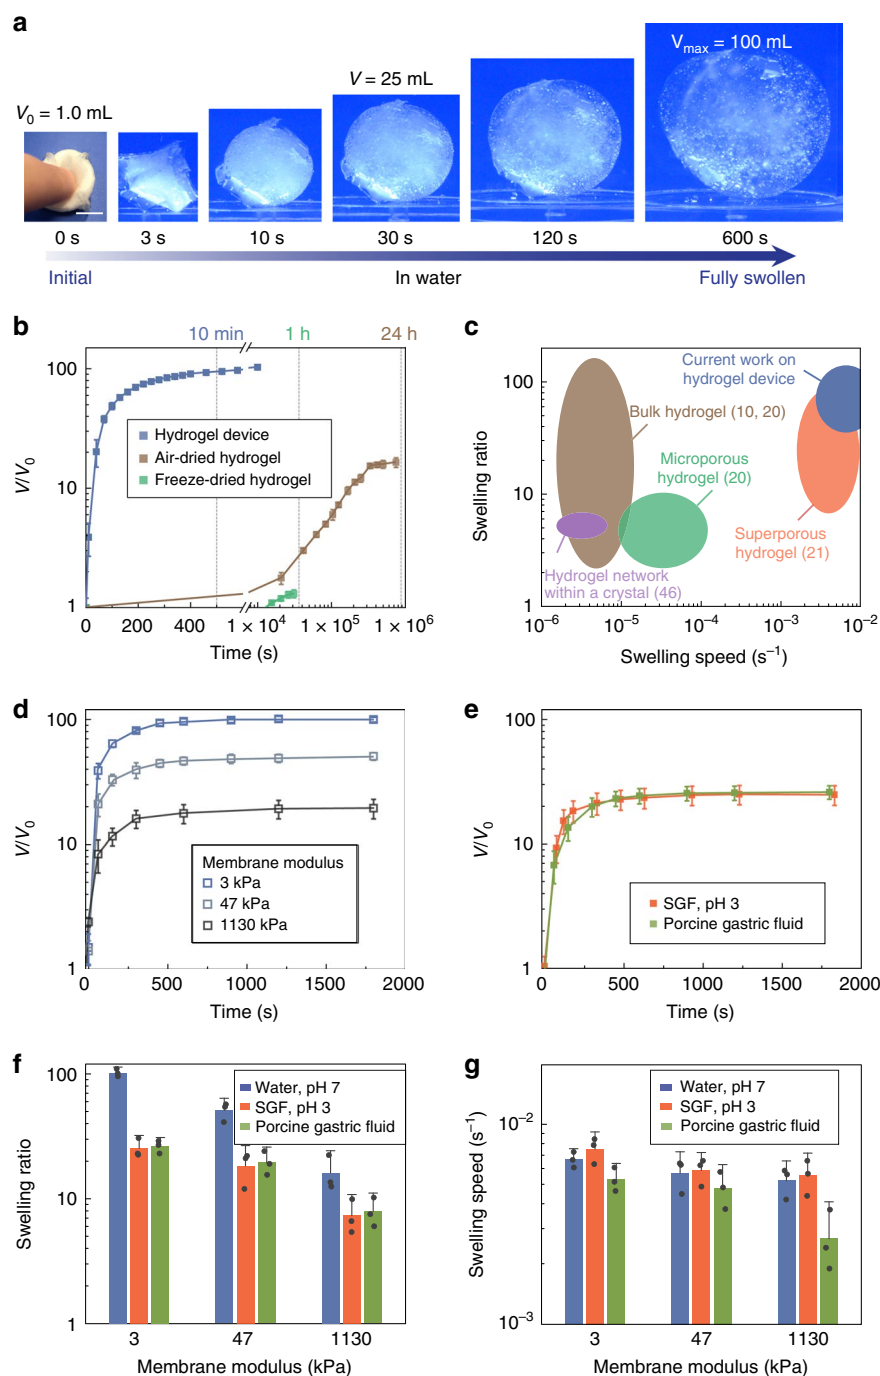 a
V₀ = 1.0 mL
V = 25 mL
Vmax = 100 mL
0 s
3 s
10 s
30 s
120 s
600 s
Initial
In water
Fully swollen
b
10 min
1 h
24 h
100
10
1
V/V₀
Hydrogel device
Air-dried hydrogel
Freeze-dried hydrogel
0
200
400
1 × 10⁴
1 × 10⁵
1 × 10⁶
Time (s)
c
100
10
1
Swelling ratio
Current work on
hydrogel device
Bulk hydrogel (10, 20)
Microporous
hydrogel
(20)
Superporous
hydrogel (21)
Hydrogel network
within a crystal (46)
10⁻⁶
10⁻⁵
10⁻⁴
10⁻³
10⁻²
Swelling speed (s⁻¹)
d
100
10
1
V/V₀
Membrane modulus
3 kPa
47 kPa
1130 kPa
0
500
1000
1500
2000
Time (s)
e
100
10
1
V/V₀
SGF, pH 3
Porcine gastric fluid
0
500
1000
1500
2000
Time (s)
f
100
10
1
Swelling ratio
Water, pH 7
SGF, pH 3
Porcine gastric fluid
3
47
1130
Membrane modulus (kPa)
g
10⁻²
10⁻³
Swelling speed (s⁻¹)
Water, pH 7
SGF, pH 3
Porcine gastric fluid
3
47
1130
Membrane modulus (kPa)